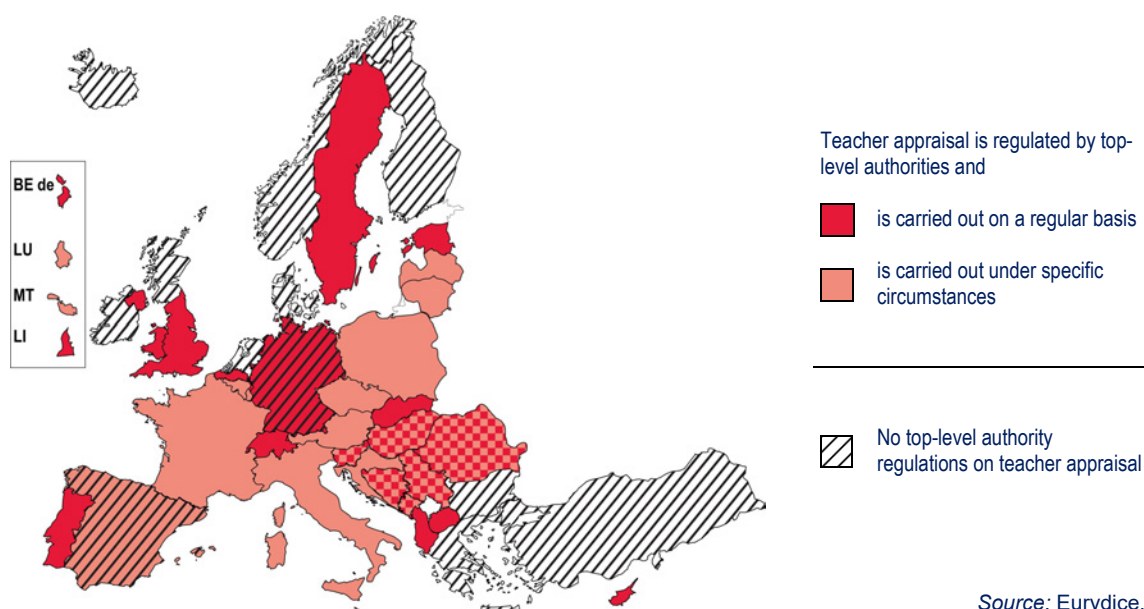 Teacher appraisal is regulated by top-
level authorities and
is carried out on a regular basis
is carried out under specific
circumstances
No top-level authority
regulations on teacher appraisal
BE de
LU
MT
LI
Source: Eurydice.